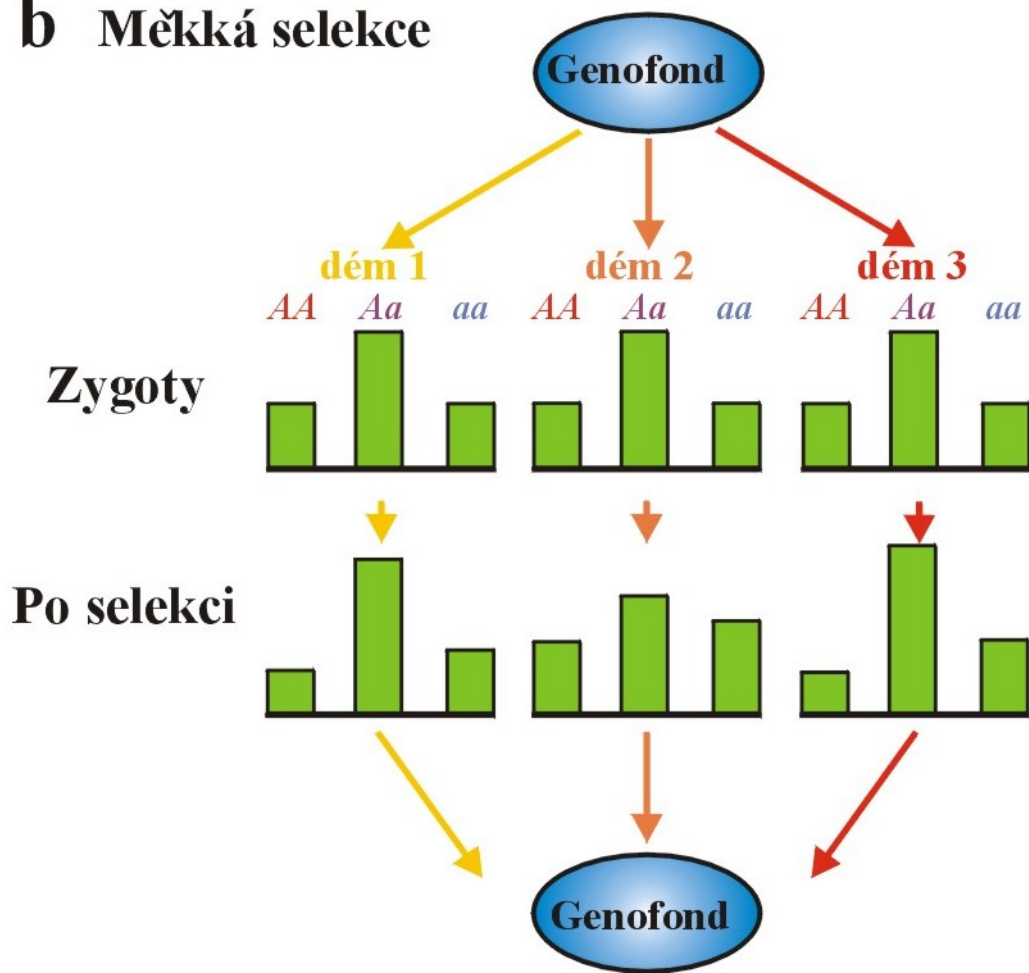 b Měkká selekce
Genofond
dém 1 dém 2 dém 3
AA Aa aa AA Aa aa AA Aa aa
Zygoty
Po selekci
Genofond